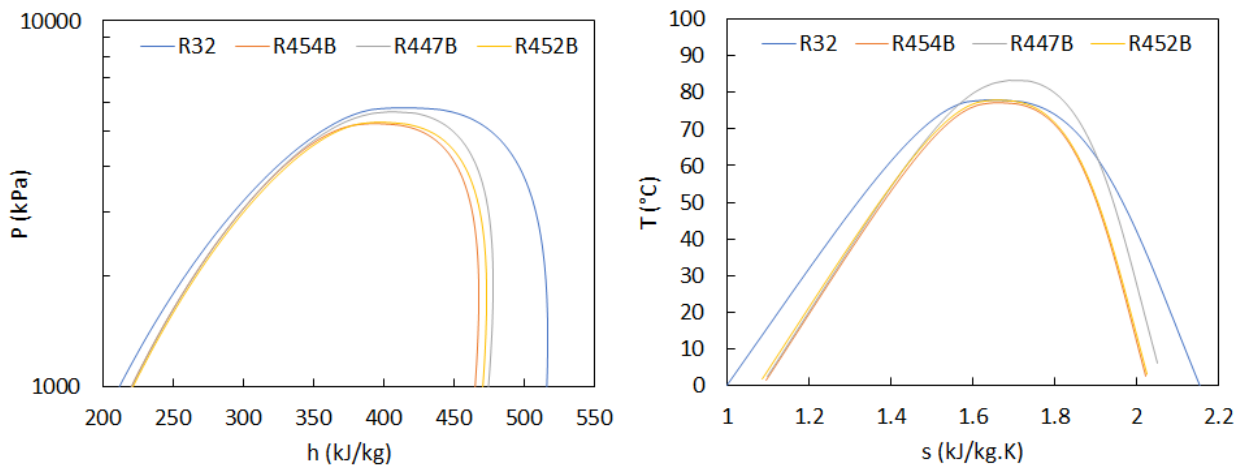 10000
R32 R454B R447B R452B
P (kPa)
1000
200 250 300 350 400 450 500 550
h (kJ/kg)
100
90
80
70
60
50
40
30
20
10
0
R32 R454B R447B R452B
T (°C)
1 1.2 1.4 1.6 1.8 2 2.2
s (kJ/kg.K)